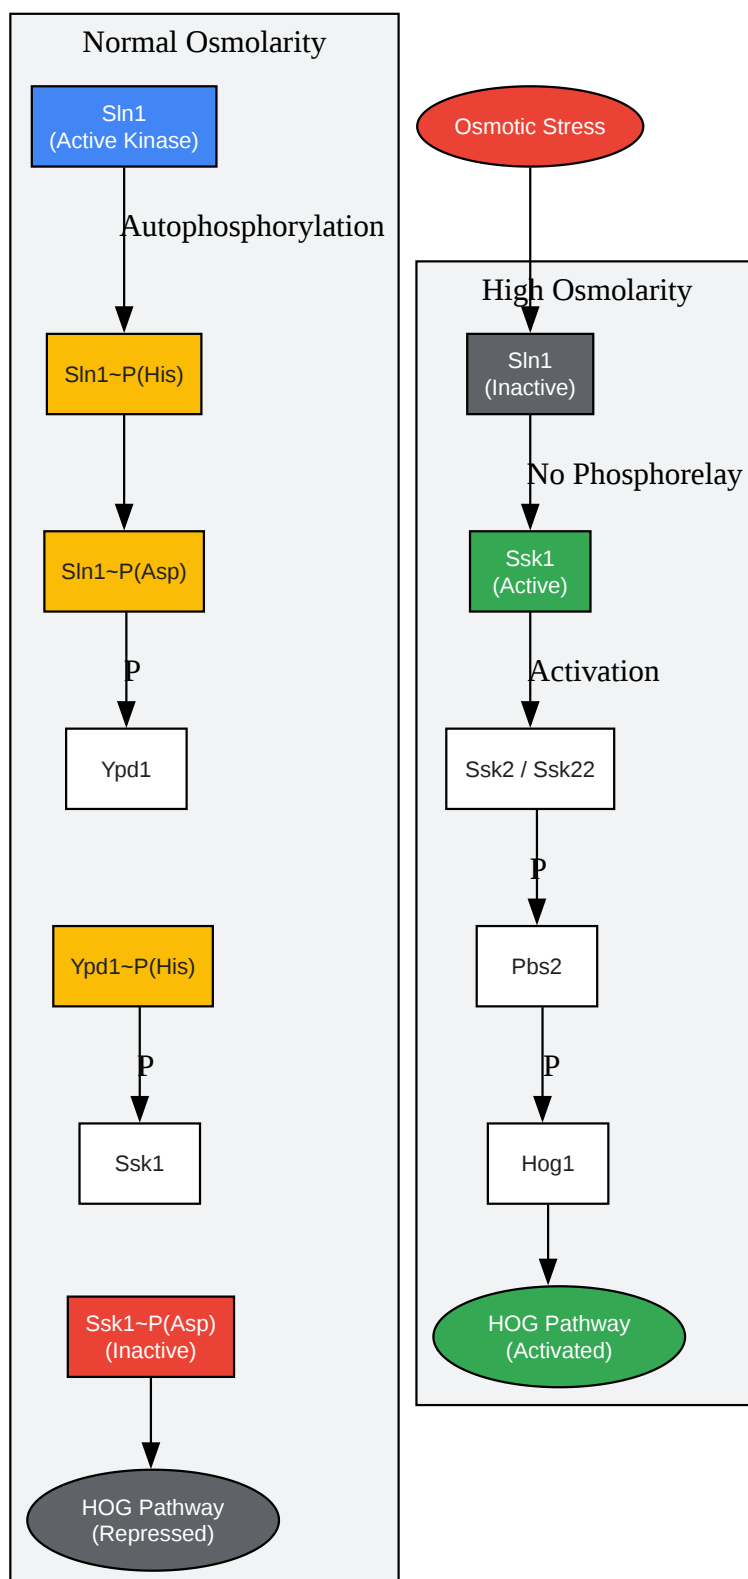 Normal Osmolarity
Sln1
(Active Kinase)
Autophosphorylation
Sln1~P(His)
Sln1~P(Asp)
P
Ypd1
Ypd1~P(His)
P
Ssk1
Ssk1~P(Asp)
(Inactive)
HOG Pathway
(Repressed)
Osmotic Stress
High Osmolarity
Sln1
(Inactive)
No Phosphorelay
Ssk1
(Active)
Activation
Ssk2 / Ssk22
P
Pbs2
P
Hog1
HOG Pathway
(Activated)